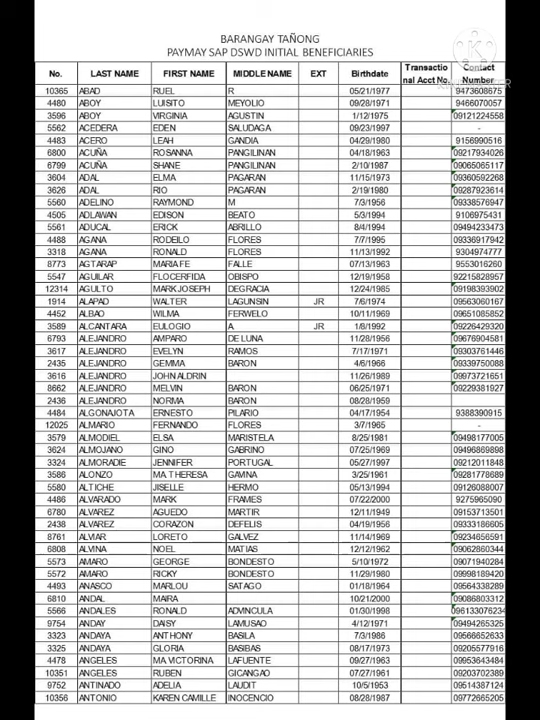 BARANGAY TAÑONG
PAYMAY SAP DSWD INITIAL BENEFICIARIES
No. LAST NAME FIRST NAME MIDDLE NAME EXT Birthdate Transactio nal Acct No. Contact Number
10365 ABAD RUEL R 05/21/1977 9473608675
4480 ABOY LUISITO MEYOLIO 09/28/1971 9466070057
3596 ABOY VIRGINIA AGUSTIN 1/12/1975 09121224558
5562 ACEDERA EDEN SALUDAGA 09/23/1997 -
4483 ACERO LEAH GANDIA 04/29/1980 9156990516
6800 ACUÑA ROSANNA PANGILINAN 04/18/1963 09217934026
6799 ACUÑA SHANE PANGILINAN 2/10/1987 09065065117
3604 ADAL ELMA PAGARAN 11/15/1973 09360592268
3626 ADAL RIO PAGARAN 2/19/1980 09287923614
5560 ADELINO RAYMOND M 7/3/1956 09338576947
4505 ADLAWAN EDISON BEATO 5/3/1994 9106975431
5561 ADUCAL ERICK ABRILLO 8/4/1994 09494233473
4488 AGANA RODEILO FLORES 7/7/1995 09336917942
3318 AGANA RONALD FLORES 11/13/1992 9304974777
8773 AGTARAP MARIA FE FALLE 07/13/1963 9553016260
5547 AGUILAR FLOCERFIDA OBISPO 12/19/1958 92215828957
12314 AGULTO MARK JOSEPH DEGRACIA 12/24/1985 09198393902
1914 ALAPAD WALTER LAGUNSIN JR 7/6/1974 09563060167
4452 ALBAO WILMA FERWELO 10/11/1969 09651085852
3589 ALCANTARA EULOGIO A JR 1/8/1992 09226429320
6793 ALEJANDRO AMPARO DE LUNA 11/28/1956 09676904581
3617 ALEJANDRO EVELYN RAMOS 7/17/1971 09303761446
2435 ALEJANDRO GEMMA BARON 4/6/1966 09339750088
3616 ALEJANDRO JOHN ALDRIN 11/26/1989 09973721651
8662 ALEJANDRO MELVIN BARON 06/25/1971 09229381927
2436 ALEJANDRO NORMA BARON 08/28/1959
4484 ALGONAJOTA ERNESTO PILARIO 04/17/1954 9388390915
12025 ALMARIO FERNANDO FLORES 3/7/1965 -
3579 ALMODIEL ELSA MARISTELA 8/25/1981 09498177005
3624 ALMOJANO GINO GABRINO 07/25/1969 09496869898
3324 ALMORADIE JENNIFER PORTUGAL 05/27/1997 09212011848
3586 ALONZO MA. THERESA GAVINA 3/25/1961 09281778689
5580 ALTICHE JISELLE HERMO 05/13/1994 09126088007
4486 ALVARADO MARK FRAMES 07/22/2000 9275965090
6780 ALVAREZ AGUEDO MARTIR 12/11/1949 09153713501
2438 ALVAREZ CORAZON DEFELIS 04/19/1956 09333186605
8761 ALVIAR LORETO GALVEZ 11/14/1969 09234656591
6808 ALVINA NOEL MATIAS 12/12/1962 09062860344
5573 AMARO GEORGE BONDESTO 5/10/1972 09071940284
5572 AMARO RICKY BONDESTO 11/29/1980 09998189420
4493 ANASCO MARLOU SATAGO 01/18/1964 09564338289
6810 ANDAL MAIRA 10/21/2000 09086803312
5566 ANDALES RONALD ADVINCULA 01/30/1998 096133076234
9754 ANDAY DAISY LAMUSAO 4/12/1971 09494265325
3323 ANDAYA ANTHONY BASILA 7/3/1986 09566652633
3325 ANDAYA GLORIA BASIBAS 08/17/1973 09205577916
4478 ANGELES MA VICTORINA LAFUENTE 09/27/1963 09953643484
10351 ANGELES RUBEN GICANGAO 07/27/1961 09203702389
9752 ANTINADO ADELIA LAUDIT 10/5/1953 09514387124
10356 ANTONIO KAREN CAMILLE INOCENCIO 08/28/1987 09772665205